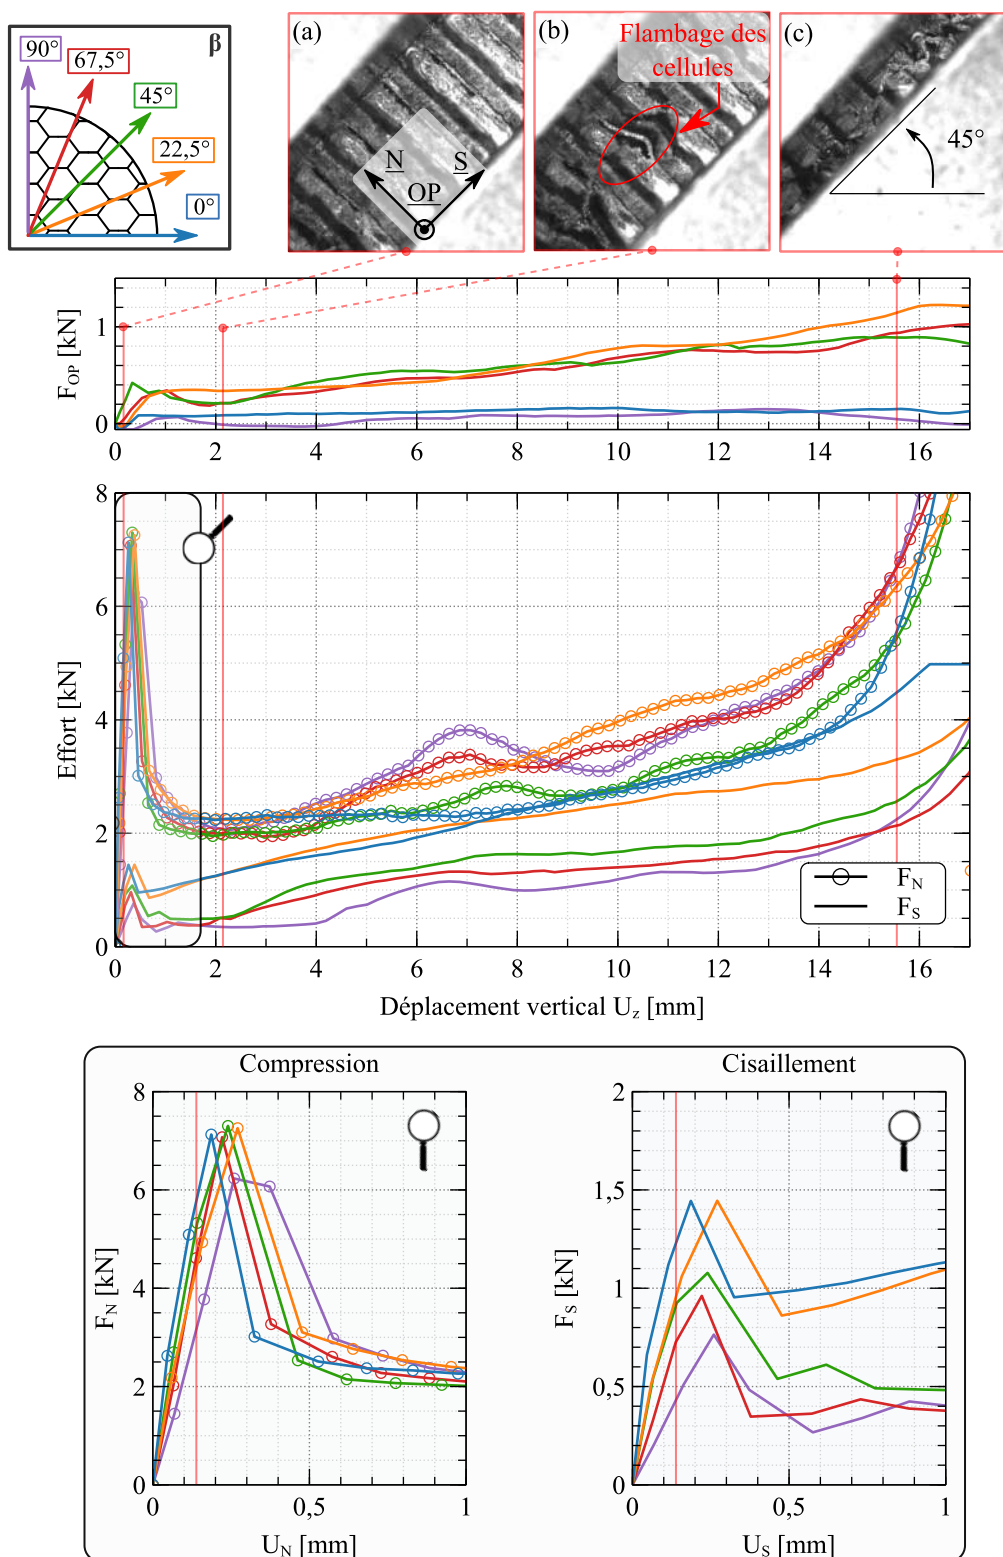 β
90°
67,5°
45°
22,5°
0°
(a)
N
S
OP
(b)
Flambage des
cellules
(c)
45°
F_OP [kN]
1
0
0 2 4 6 8 10 12 14 16
Effort [kN]
8
6
4
2
0
F_N
F_S
0 2 4 6 8 10 12 14 16
Déplacement vertical U_z [mm]
Compression
F_N [kN]
8
6
4
2
0
0 0,5 1
U_N [mm]
Cisaillement
F_S [kN]
2
1,5
1
0,5
0
0 0,5 1
U_S [mm]